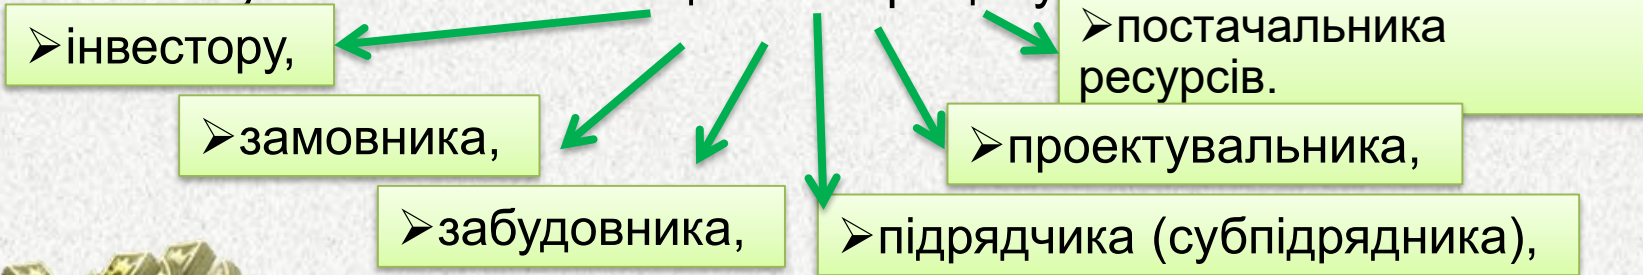 ➢інвестору,
➢постачальника
ресурсів.
➢замовника,
➢проектувальника,
➢забудовника,
➢підрядчика (субпідрядника),